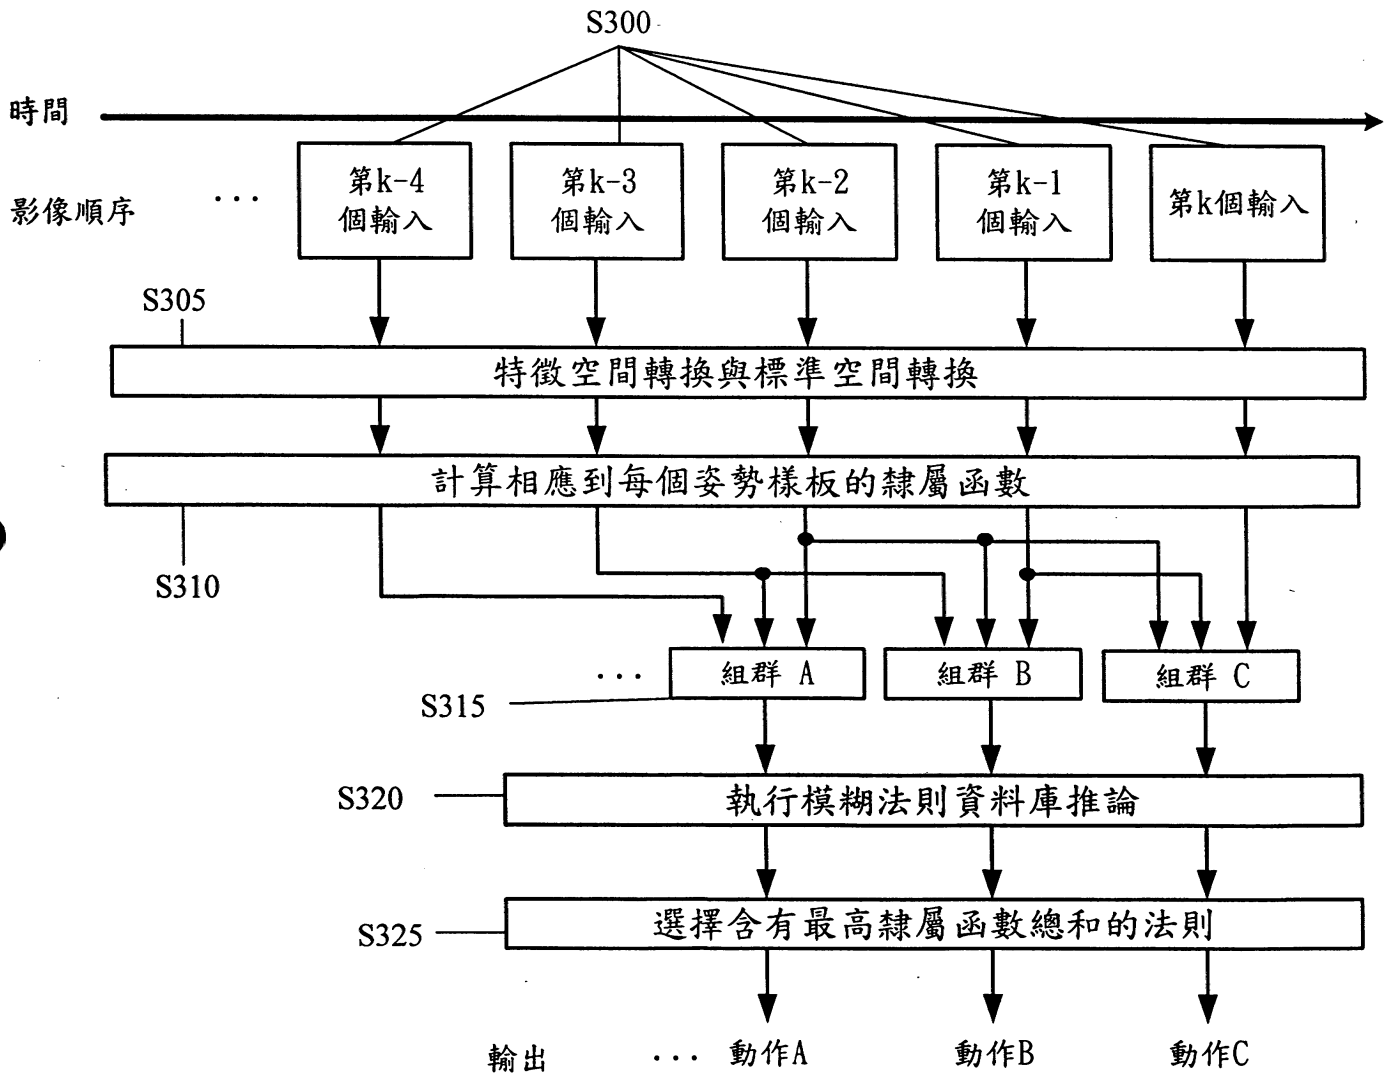 S300
時間
影像順序
...
第k-4
個輸入
第k-3
個輸入
第k-2
個輸入
第k-1
個輸入
第k個輸入
S305
特徵空間轉換與標準空間轉換
計算相應到每個姿勢樣板的隸屬函數
S310
...
組群 A
組群 B
組群 C
S315
S320
執行模糊法則資料庫推論
S325
選擇含有最高隸屬函數總和的法則
輸出
...
動作A
動作B
動作C